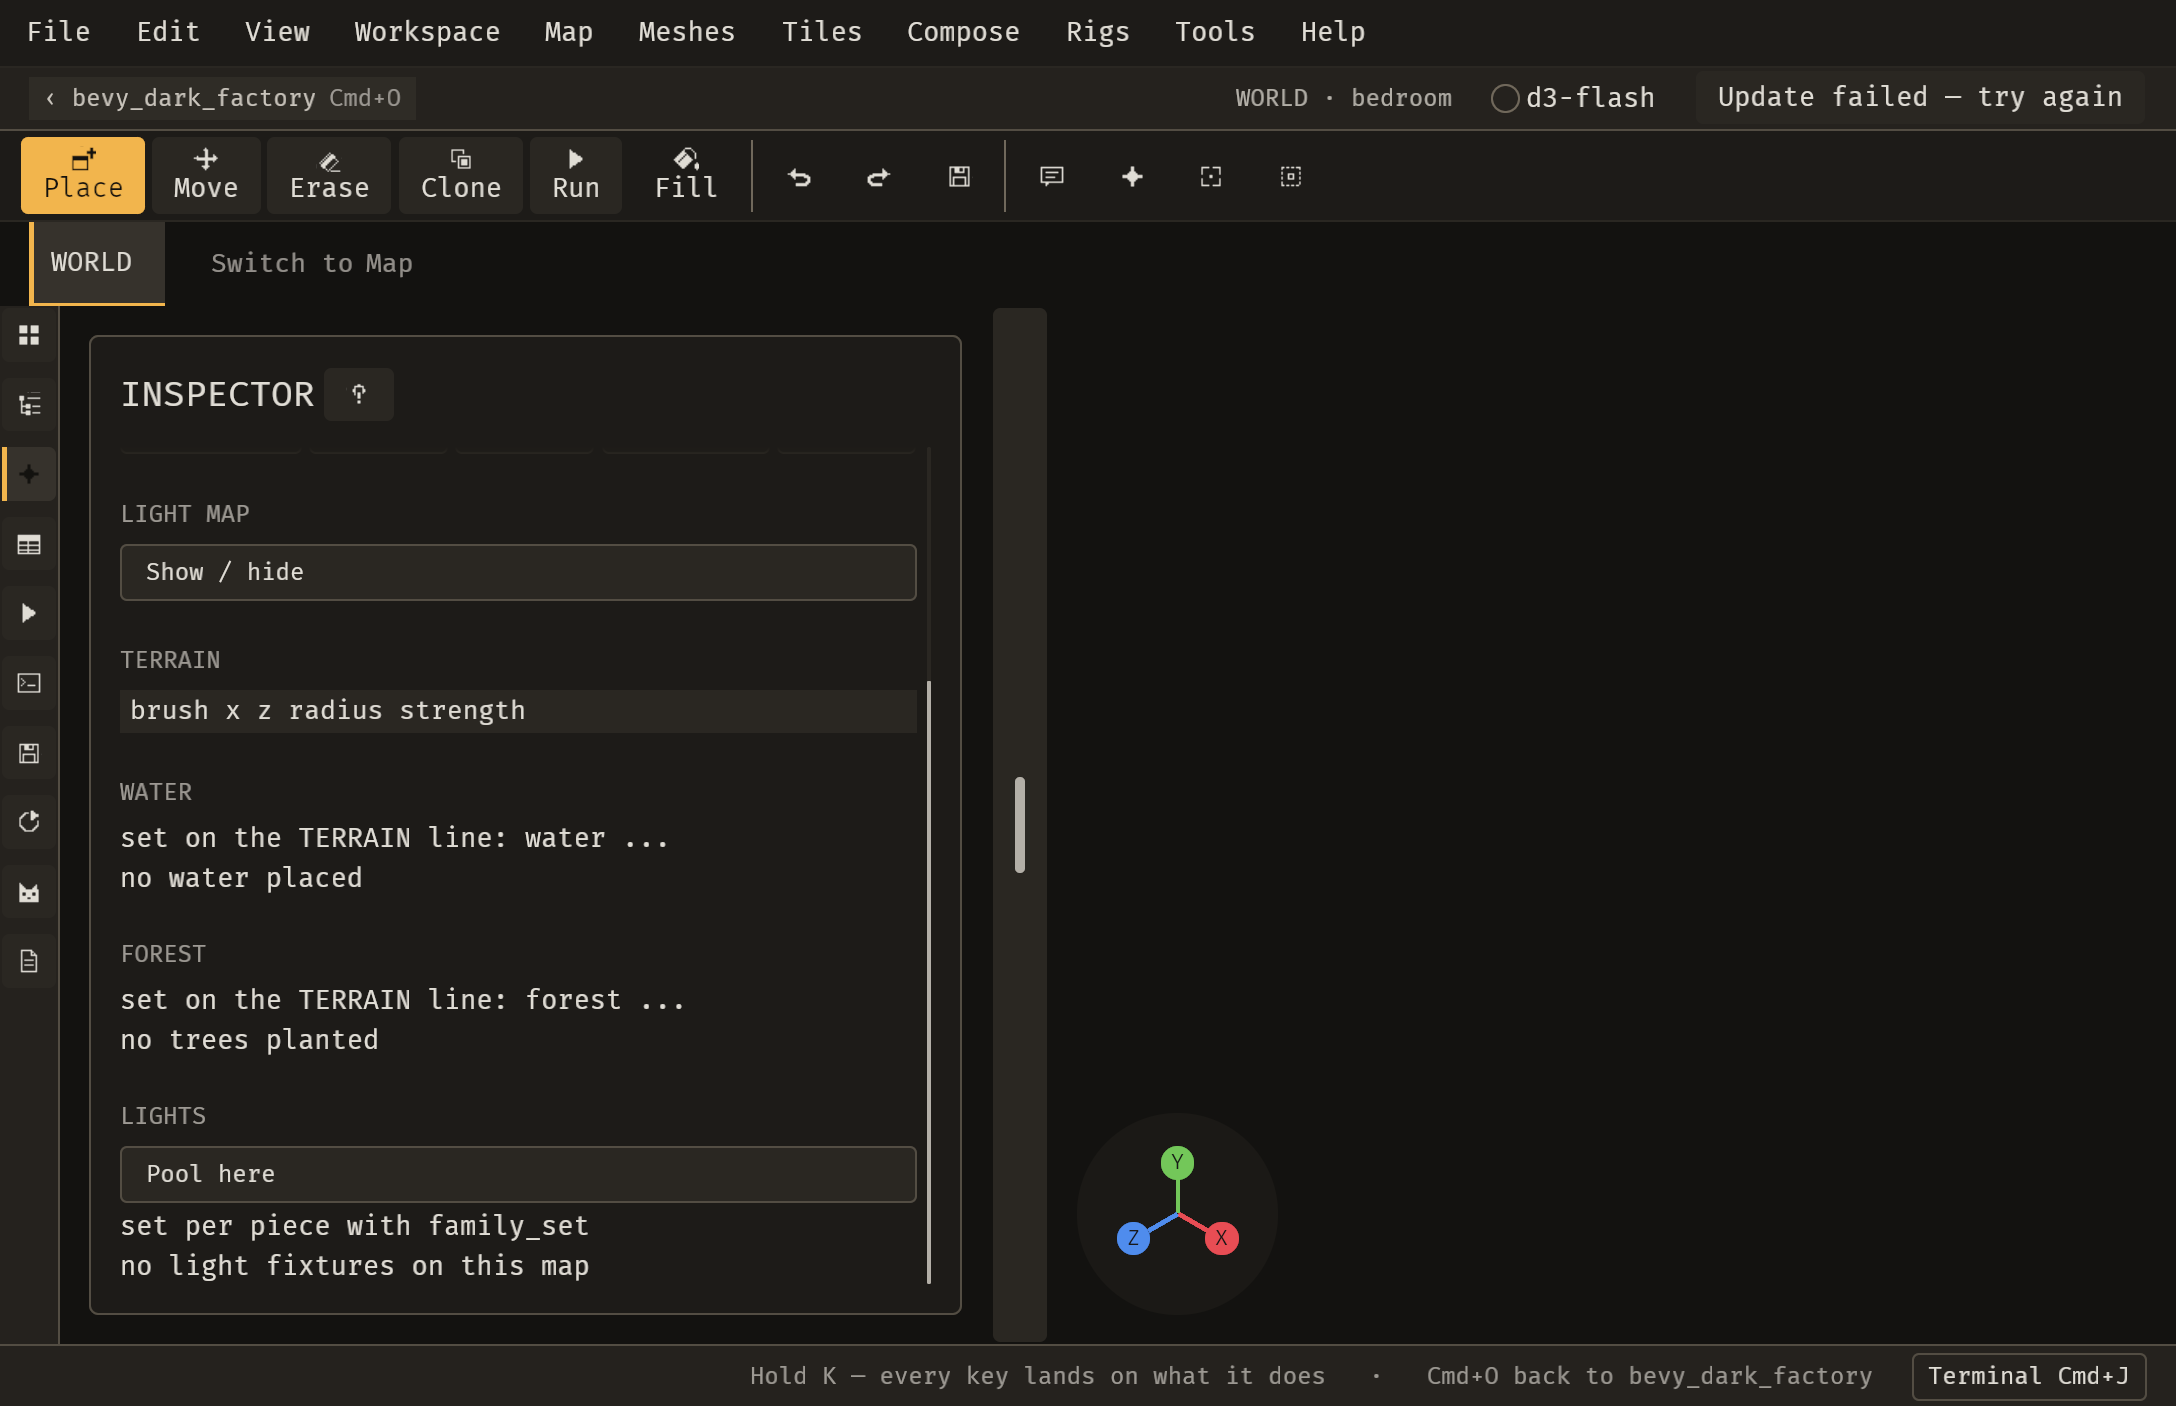 File Edit View Workspace Map Meshes Tiles Compose Rigs Tools Help
‹ bevy_dark_factory Cmd+O
WORLD · bedroom
d3-flash
Update failed — try again
Place
Move
Erase
Clone
Run
Fill
WORLD
Switch to Map
INSPECTOR
?
LIGHT MAP
Show / hide
TERRAIN
brush x z radius strength
WATER
set on the TERRAIN line: water ...
no water placed
FOREST
set on the TERRAIN line: forest ...
no trees planted
LIGHTS
Pool here
set per piece with family_set
no light fixtures on this map
Y
Z
X
Hold K — every key lands on what it does · Cmd+O back to bevy_dark_factory
Terminal Cmd+J